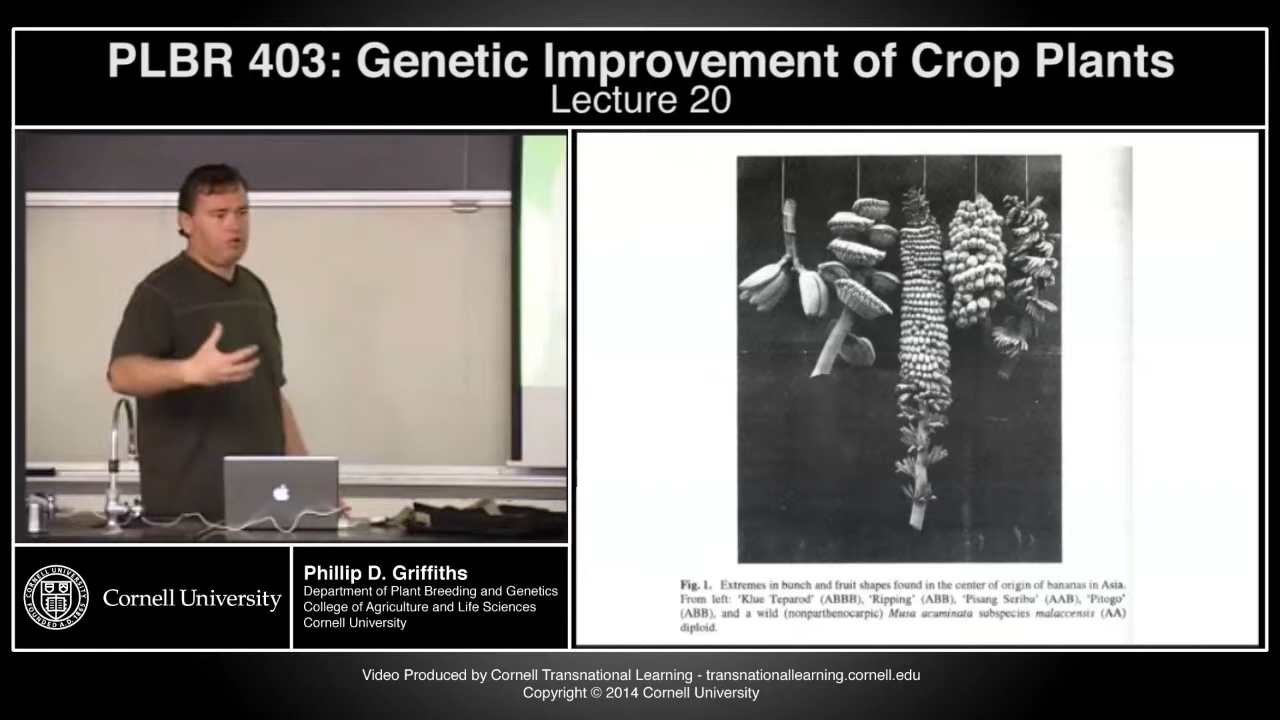 PLBR 403: Genetic Improvement of Crop Plants
Lecture 20
Fig. 1. Extremes in bunch and fruit shapes found in the center of origin of bananas in Asia.
From left: 'Klue Teparod' (ABBB), 'Ripping' (ABB), 'Pisang Seribu' (AAB), 'Pitogo'
(ABB), and a wild (nonparthenocarpic) Musa acuminata subspecies malaccensis (AA)
diploid.
Cornell University
Phillip D. Griffiths
Department of Plant Breeding and Genetics
College of Agriculture and Life Sciences
Cornell University
Video Produced by Cornell Transnational Learning - transnationallearning.cornell.edu
Copyright © 2014 Cornell University